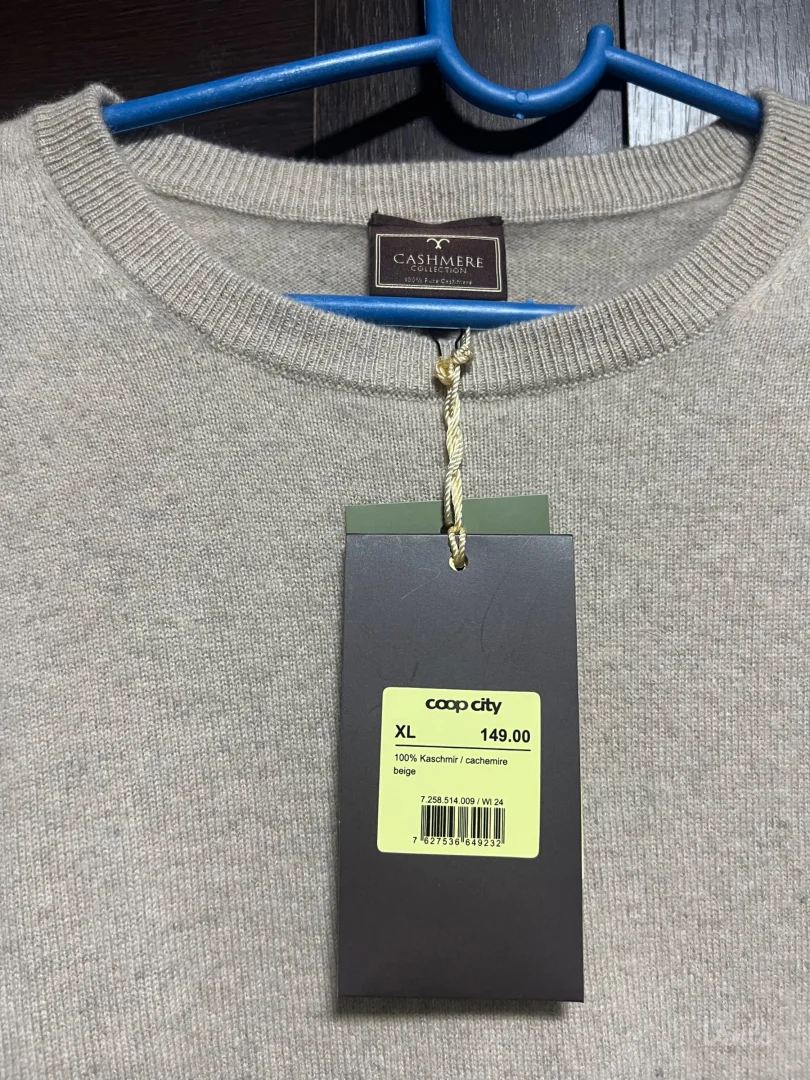 CASHMERE
COLLECTION
100% Pure Cashmere
coop city
XL 149.00
100% Kaschmir / cachemire
beige
7.258.514.009 / WI 24
7 627536 649232